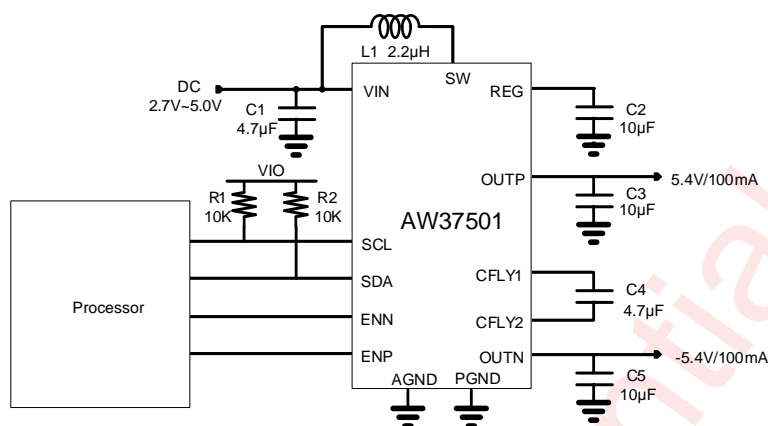 L1 2.2µH
DC
2.7V~5.0V
C1
4.7µF
VIN
SW
REG
C2
10µF
VIO
R1
10K
R2
10K
OUTP
5.4V/100mA
C3
10µF
AW37501
Processor
SCL
SDA
ENN
ENP
CFLY1
CFLY2
C4
4.7µF
OUTN
-5.4V/100mA
C5
10µF
AGND
PGND
ntial